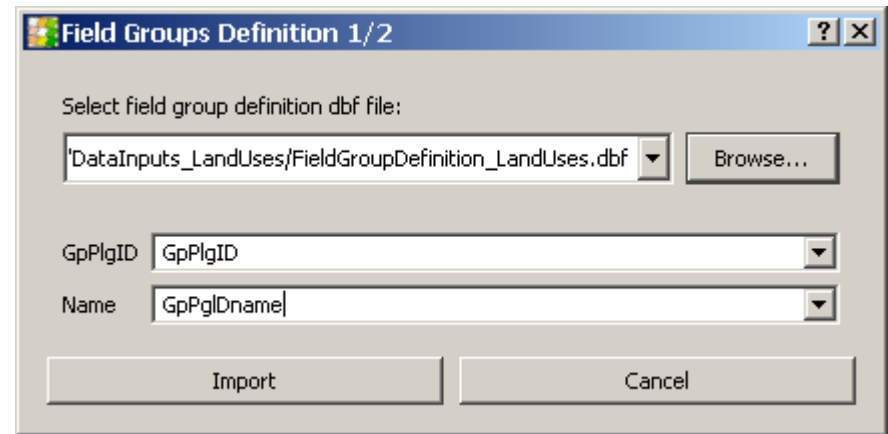 Field Groups Definition 1/2
Select field group definition dbf file:
'DataInputs_LandUses/FieldGroupDefinition_LandUses.dbf Browse...
GpPlgID GpPlgID
Name GpPglDname
Import Cancel